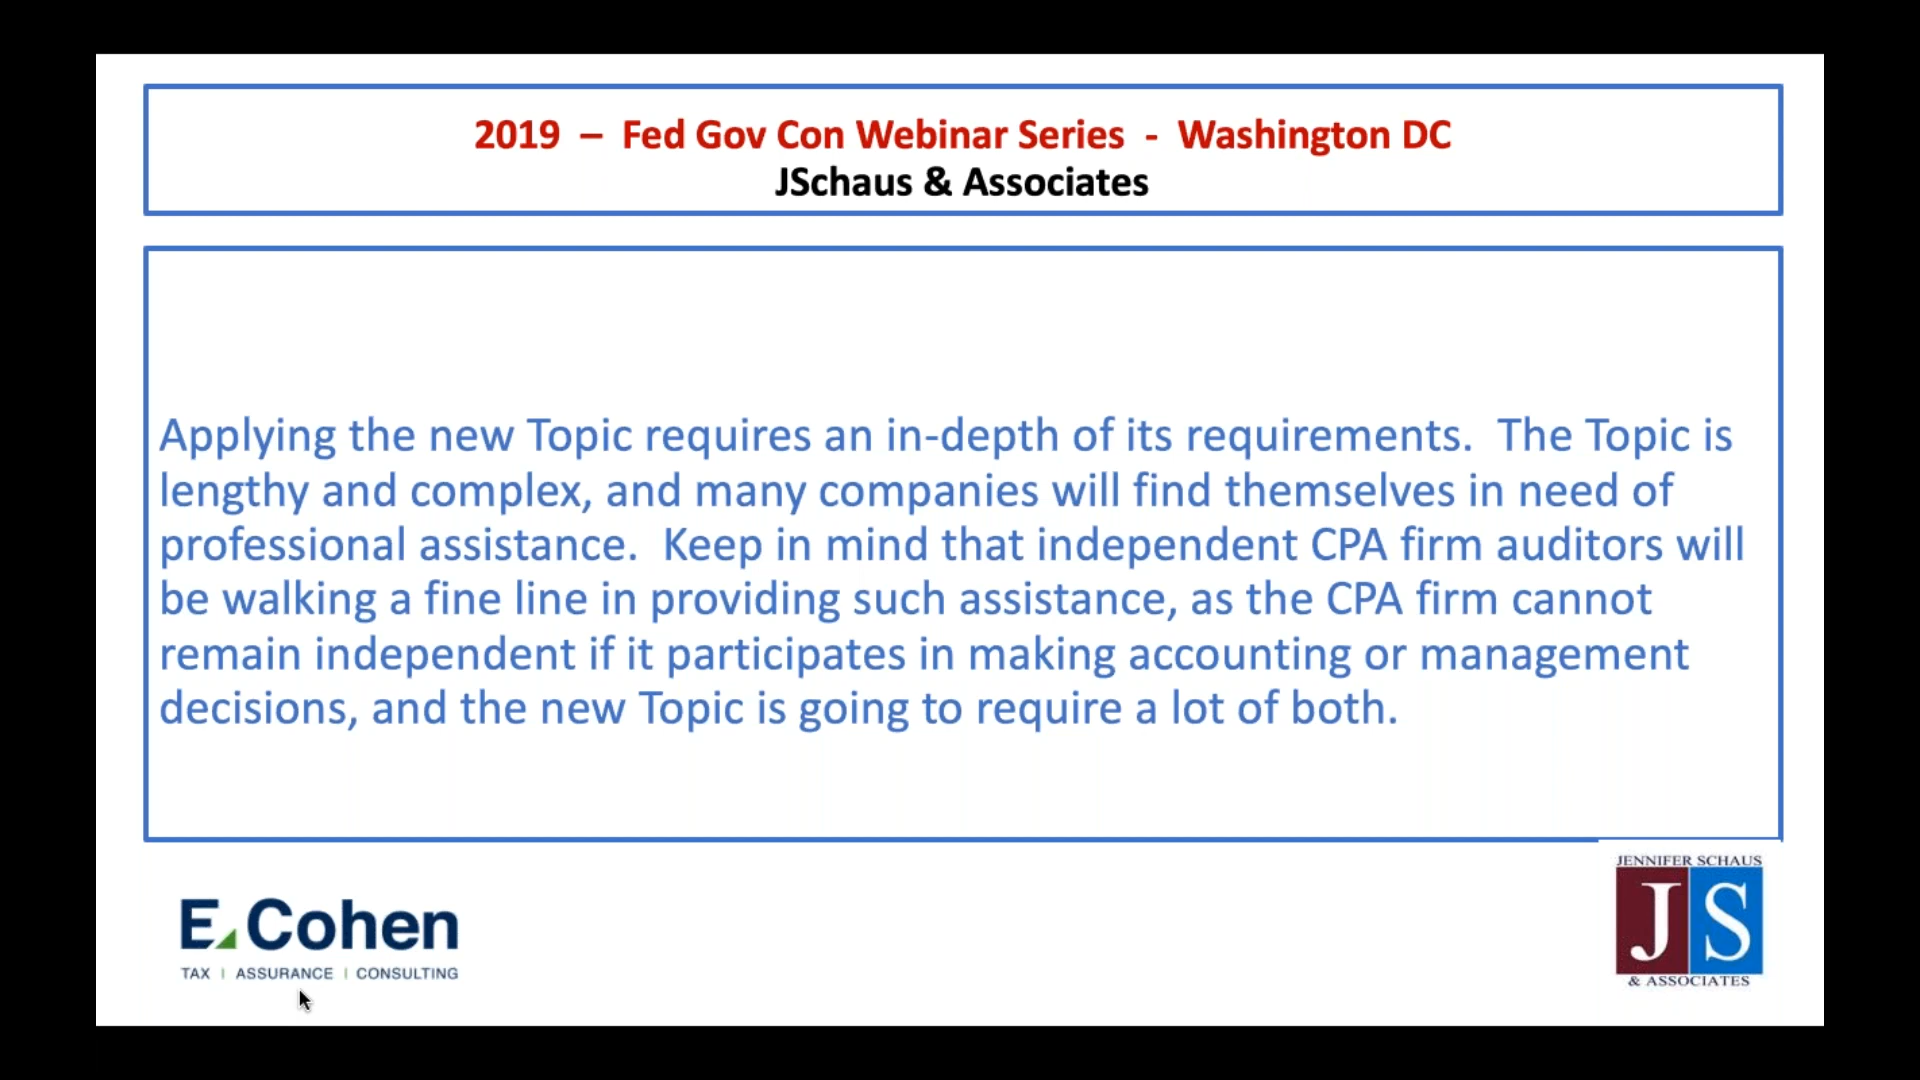 2019 – Fed Gov Con Webinar Series - Washington DC
JSchaus & Associates
Applying the new Topic requires an in-depth of its requirements. The Topic is
lengthy and complex, and many companies will find themselves in need of
professional assistance. Keep in mind that independent CPA firm auditors will
be walking a fine line in providing such assistance, as the CPA firm cannot
remain independent if it participates in making accounting or management
decisions, and the new Topic is going to require a lot of both.
E Cohen
TAX | ASSURANCE | CONSULTING
JENNIFER SCHAUS
JS
& ASSOCIATES